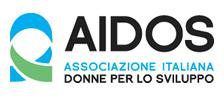 AIDOS
ASSOCIAZIONE ITALIANA
DONNE PER LO SVILUPPO